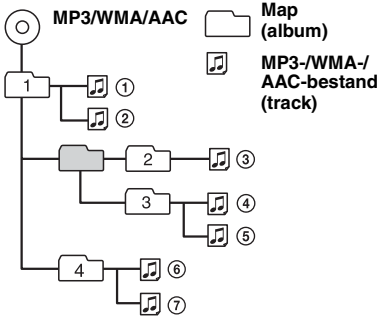 MP3/WMA/AAC
Map
(album)
MP3-/WMA-/
AAC-bestand
(track)
1
①
②
2
③
3
④
⑤
4
⑥
⑦